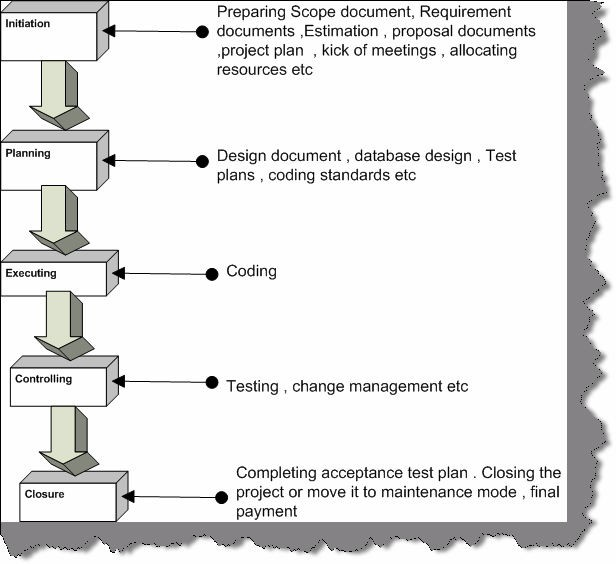 Initiation
Preparing Scope document, Requirement
documents ,Estimation , proposal documents
,project plan  , kick of meetings , allocating
resources etc
Planning
Design document , database design , Test
plans , coding standards etc
Executing
Coding
Controlling
Testing , change management etc
Closure
Completing acceptance test plan . Closing the
project or move it to maintenance mode , final
payment